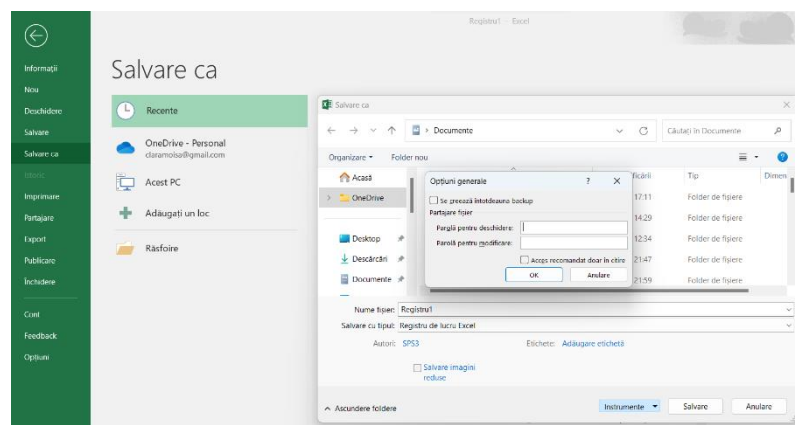 Registru1 - Excel
Informații
Nou
Deschidere
Salvare
Salvare ca
Istoric
Imprimare
Partajare
Export
Publicare
Închidere
Cont
Feedback
Opțiuni
Salvare ca
Recente
OneDrive - Personal
claramoisa@gmail.com
Acest PC
Adăugați un loc
Răsfoire
Salvare ca
Documente
Căutați în Documente
Organizare
Folder nou
Acasă
OneDrive
Desktop
Descărcări
Documente
ficării
Tip
Dimen
17:11
Folder de fișiere
14:29
Folder de fișiere
12:34
Folder de fișiere
21:47
Folder de fișiere
21:59
Folder de fișiere
Opțiuni generale
?
Se creează întotdeauna backup
Partajare fișier
Parolă pentru deschidere:
Parolă pentru modificare:
Acces recomandat doar în citire
OK
Anulare
Nume fișier: Registru1
Salvare cu tipul: Registru de lucru Excel
Autori: SPS3
Etichete: Adăugare etichetă
Salvare imagini
reduse
Ascundere foldere
Instrumente
Salvare
Anulare